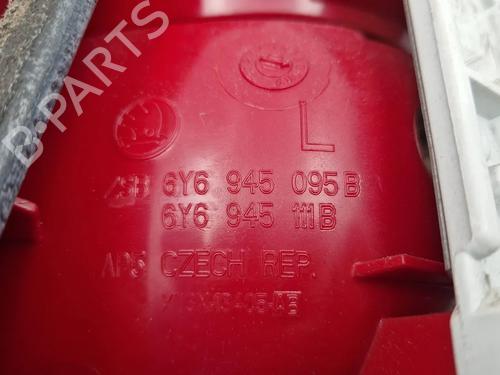 B-PARTS
L
6Y6 945 095 B
6Y6 945 111 B
CZECH REP.